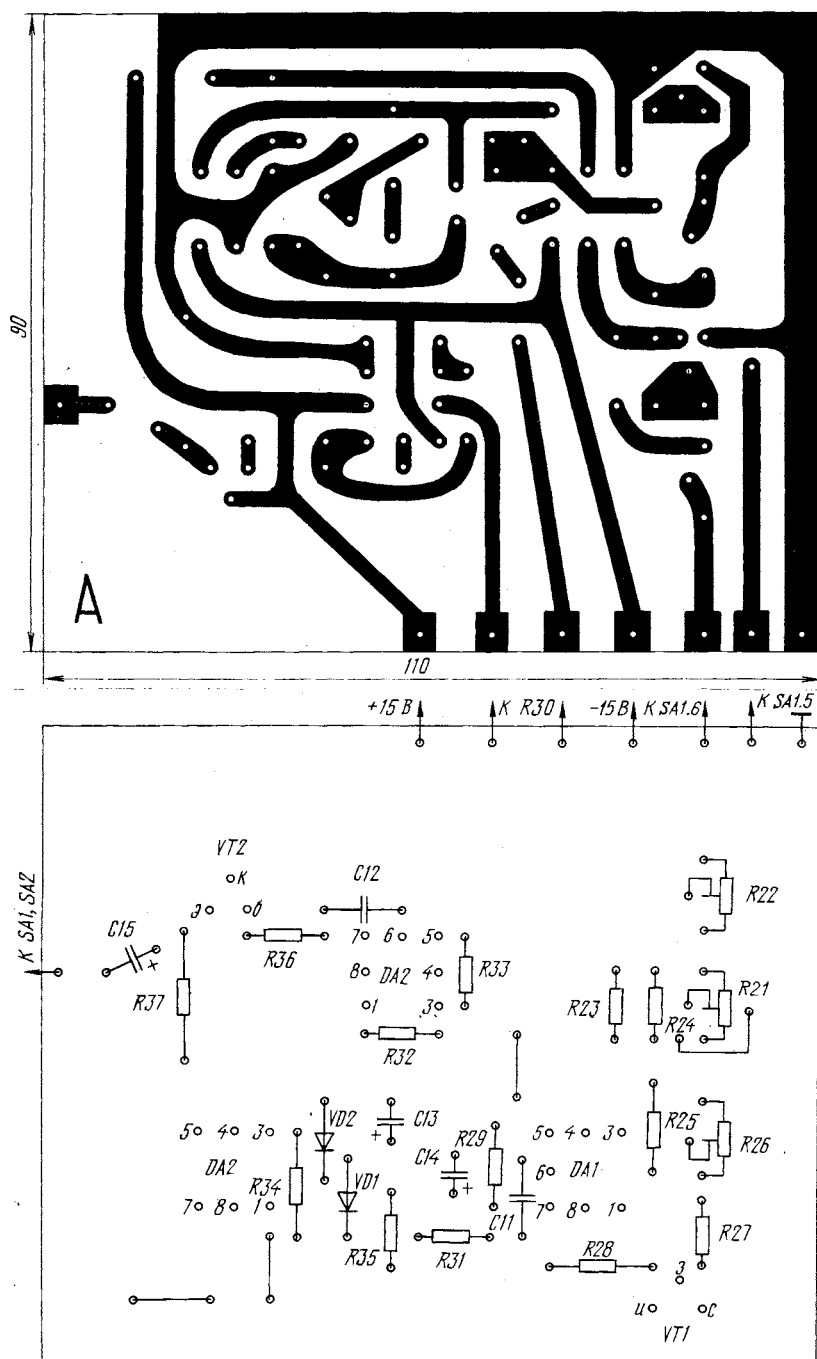 90
А
110
+15 В
К R30
-15В
К SA1.6
К SA1.5
К SA1, SA2
VT2
К
э
б
C12
R22
C15
+
R36
7
6
5
R37
8
DA2
4
R33
1
3
R32
R23
R24
R21
5
4
3
DA2
7
8
1
R34
VD2
VD1
C13
+
R35
C14
+
R29
R31
C11
5
4
3
6
DA1
7
8
1
R25
R26
R27
R28
З
И
С
VT1